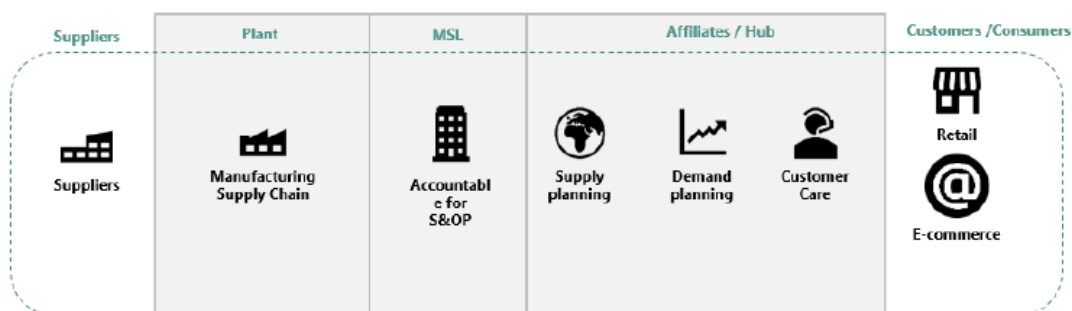 Suppliers
Plant
MSL
Affiliates / Hub
Customers /Consumers
Suppliers
Manufacturing
Supply Chain
Accountabl
e for
S&OP
Supply
planning
Demand
planning
Customer
Care
Retail
@
E-commerce